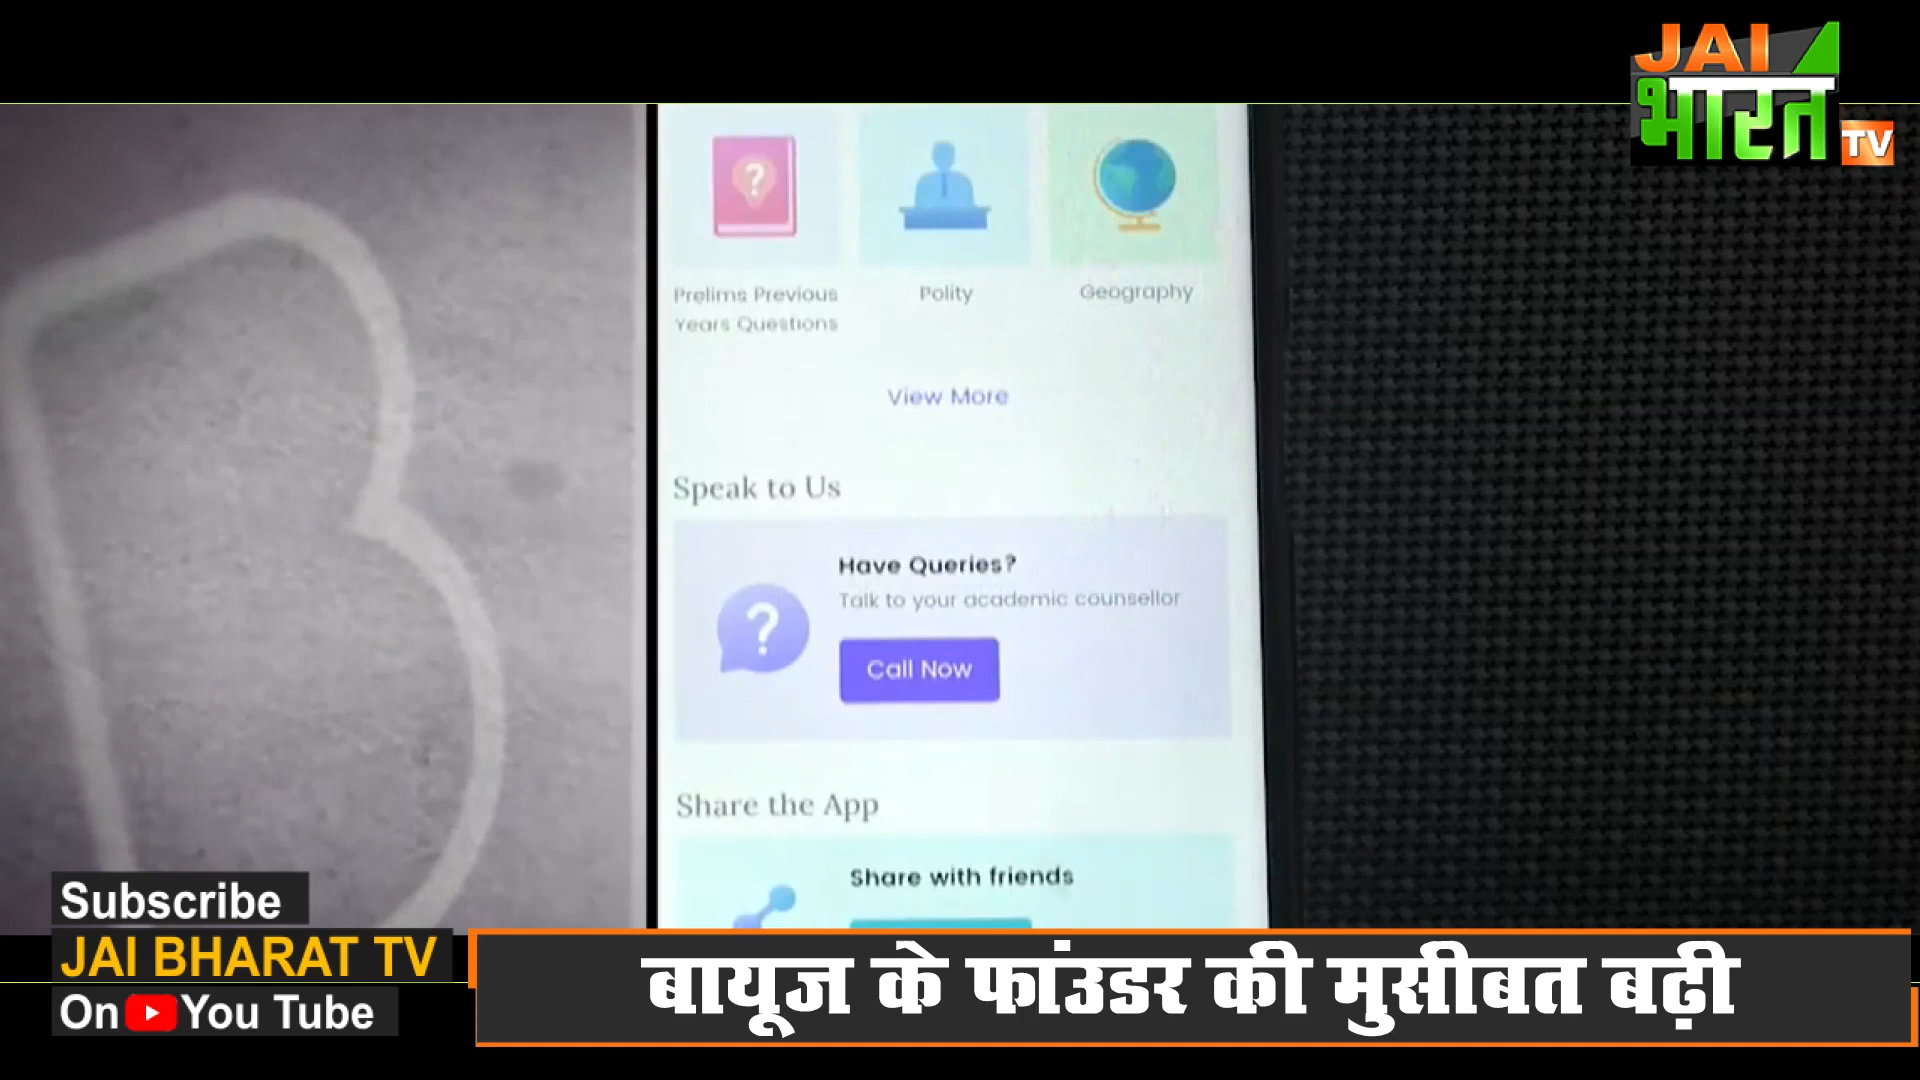 JAI
भारत
TV
Prelims Previous
Years Questions
Polity
Geography
View More
Speak to Us
Have Queries?
Talk to your academic counsellor
Call Now
Share the App
Share with friends
Subscribe
JAI BHARAT TV
On You Tube
बायूज के फाउंडर की मुसीबत बढ़ी